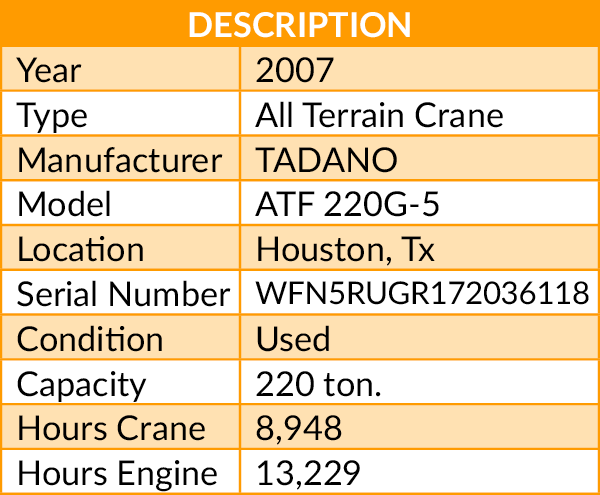 DESCRIPTION
Year 2007
Type All Terrain Crane
Manufacturer TADANO
Model ATF 220G-5
Location Houston, Tx
Serial Number WFN5RUGR172036118
Condition Used
Capacity 220 ton.
Hours Crane 8,948
Hours Engine 13,229